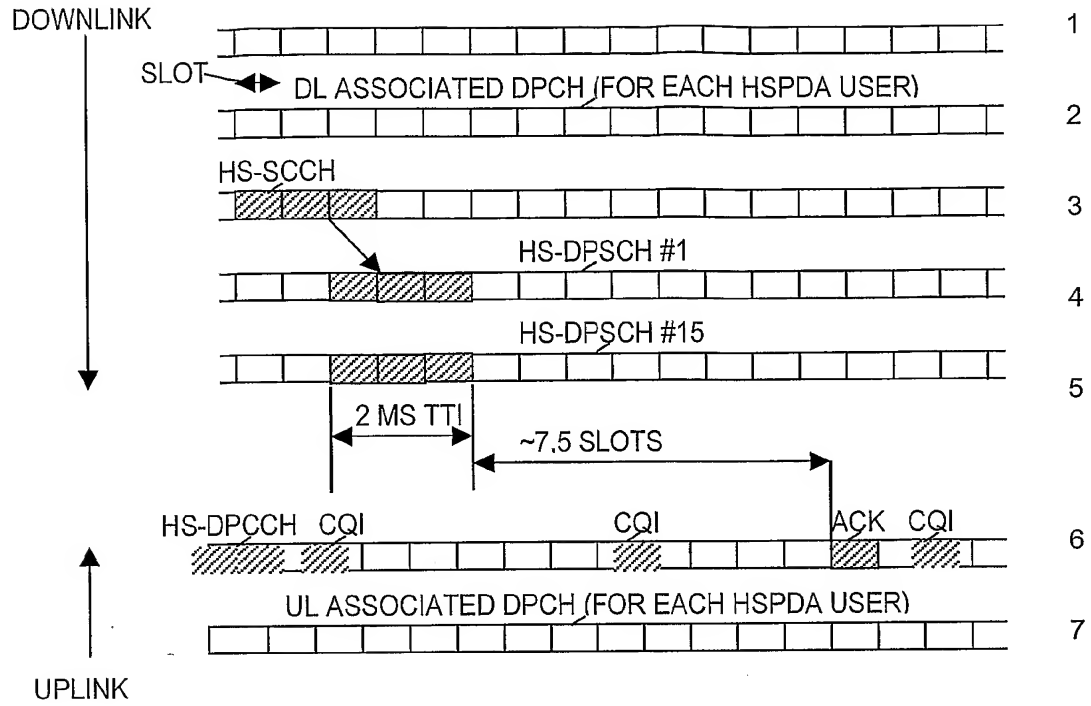 DOWNLINK
1
SLOT
DL ASSOCIATED DPCH (FOR EACH HSPDA USER)
2
HS-SCCH
3
HS-DPSCH #1
4
HS-DPSCH #15
5
2 MS TTI
~7.5 SLOTS
HS-DPCCH CQI CQI ACK CQI
6
UL ASSOCIATED DPCH (FOR EACH HSPDA USER)
7
UPLINK